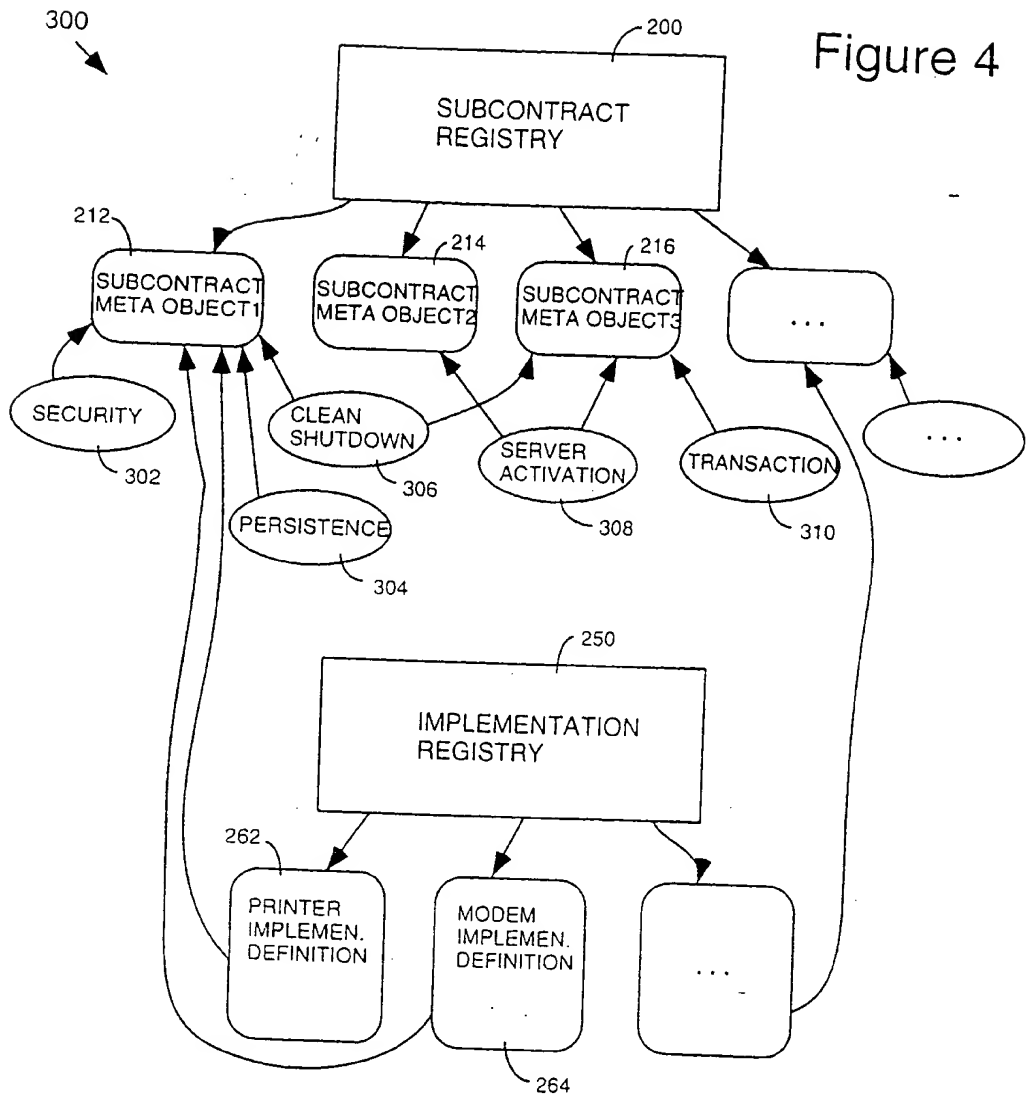 300
200
Figure 4
SUBCONTRACT
REGISTRY
212
214
216
SUBCONTRACT
META OBJECT1
SUBCONTRACT
META OBJECT2
SUBCONTRACT
META OBJECT3
...
SECURITY
302
CLEAN
SHUTDOWN
306
SERVER
ACTIVATION
308
TRANSACTION
310
...
PERSISTENCE
304
250
IMPLEMENTATION
REGISTRY
262
PRINTER
IMPLEMEN.
DEFINITION
MODEM
IMPLEMEN.
DEFINITION
...
264